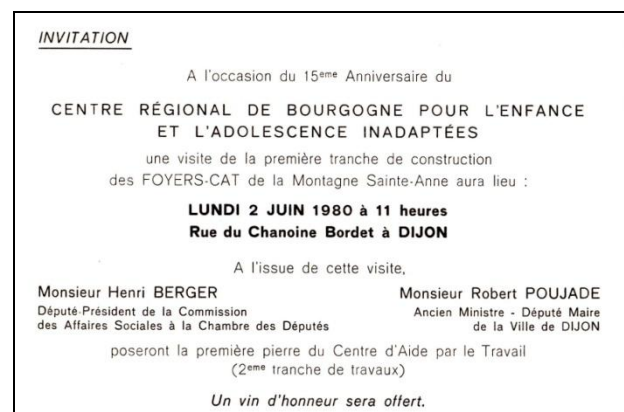 INVITATION
A l'occasion du 15eme Anniversaire du
CENTRE RÉGIONAL DE BOURGOGNE POUR L'ENFANCE
ET L'ADOLESCENCE INADAPTÉES
une visite de la première tranche de construction
des FOYERS-CAT de la Montagne Sainte-Anne aura lieu :
LUNDI 2 JUIN 1980 à 11 heures
Rue du Chanoine Bordet à DIJON
A l'issue de cette visite,
Monsieur Henri BERGER
Député-Président de la Commission
des Affaires Sociales à la Chambre des Députés
Monsieur Robert POUJADE
Ancien Ministre - Député Maire
de la Ville de DIJON
poseront la première pierre du Centre d'Aide par le Travail
(2eme tranche de travaux)
Un vin d'honneur sera offert.